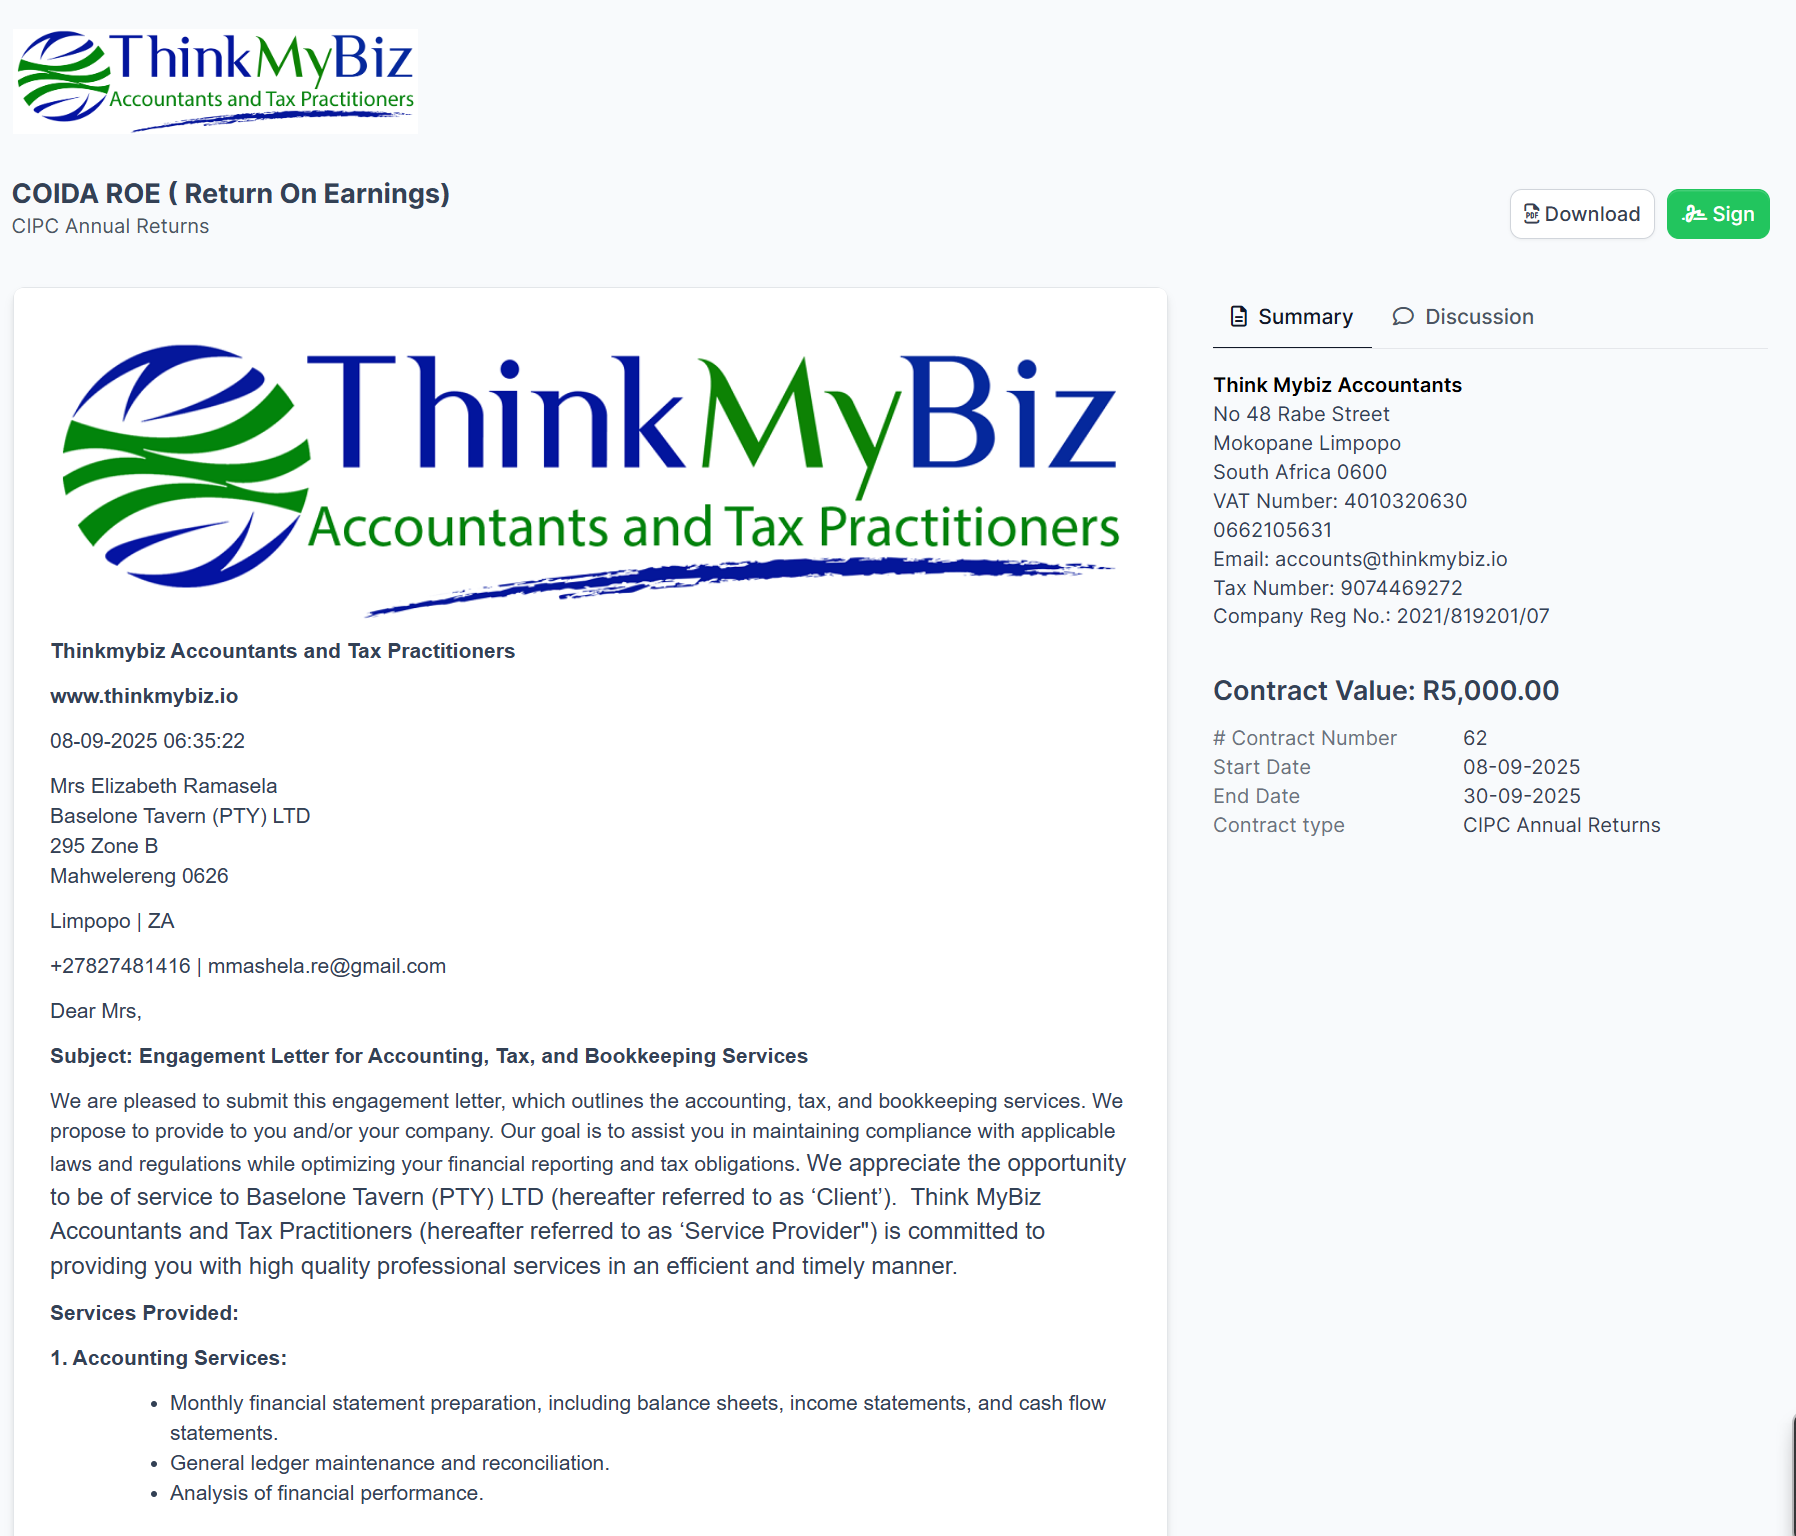 ThinkMyBiz
Accountants and Tax Practitioners
COIDA ROE ( Return On Earnings)
CIPC Annual Returns
PDF Download
Sign
ThinkMyBiz
Accountants and Tax Practitioners
Thinkmybiz Accountants and Tax Practitioners
www.thinkmybiz.io
08-09-2025 06:35:22
Mrs Elizabeth Ramasela
Baselone Tavern (PTY) LTD
295 Zone B
Mahwelereng 0626
Limpopo | ZA
+27827481416 | mmashela.re@gmail.com
Dear Mrs,
Subject: Engagement Letter for Accounting, Tax, and Bookkeeping Services
We are pleased to submit this engagement letter, which outlines the accounting, tax, and bookkeeping services. We
propose to provide to you and/or your company. Our goal is to assist you in maintaining compliance with applicable
laws and regulations while optimizing your financial reporting and tax obligations. We appreciate the opportunity
to be of service to Baselone Tavern (PTY) LTD (hereafter referred to as ‘Client’).  Think MyBiz
Accountants and Tax Practitioners (hereafter referred to as ‘Service Provider") is committed to
providing you with high quality professional services in an efficient and timely manner.
Services Provided:
1. Accounting Services:
• Monthly financial statement preparation, including balance sheets, income statements, and cash flow
statements.
• General ledger maintenance and reconciliation.
• Analysis of financial performance.
Summary
Discussion
Think Mybiz Accountants
No 48 Rabe Street
Mokopane Limpopo
South Africa 0600
VAT Number: 4010320630
0662105631
Email: accounts@thinkmybiz.io
Tax Number: 9074469272
Company Reg No.: 2021/819201/07
Contract Value: R5,000.00
# Contract Number 62
Start Date 08-09-2025
End Date 30-09-2025
Contract type CIPC Annual Returns